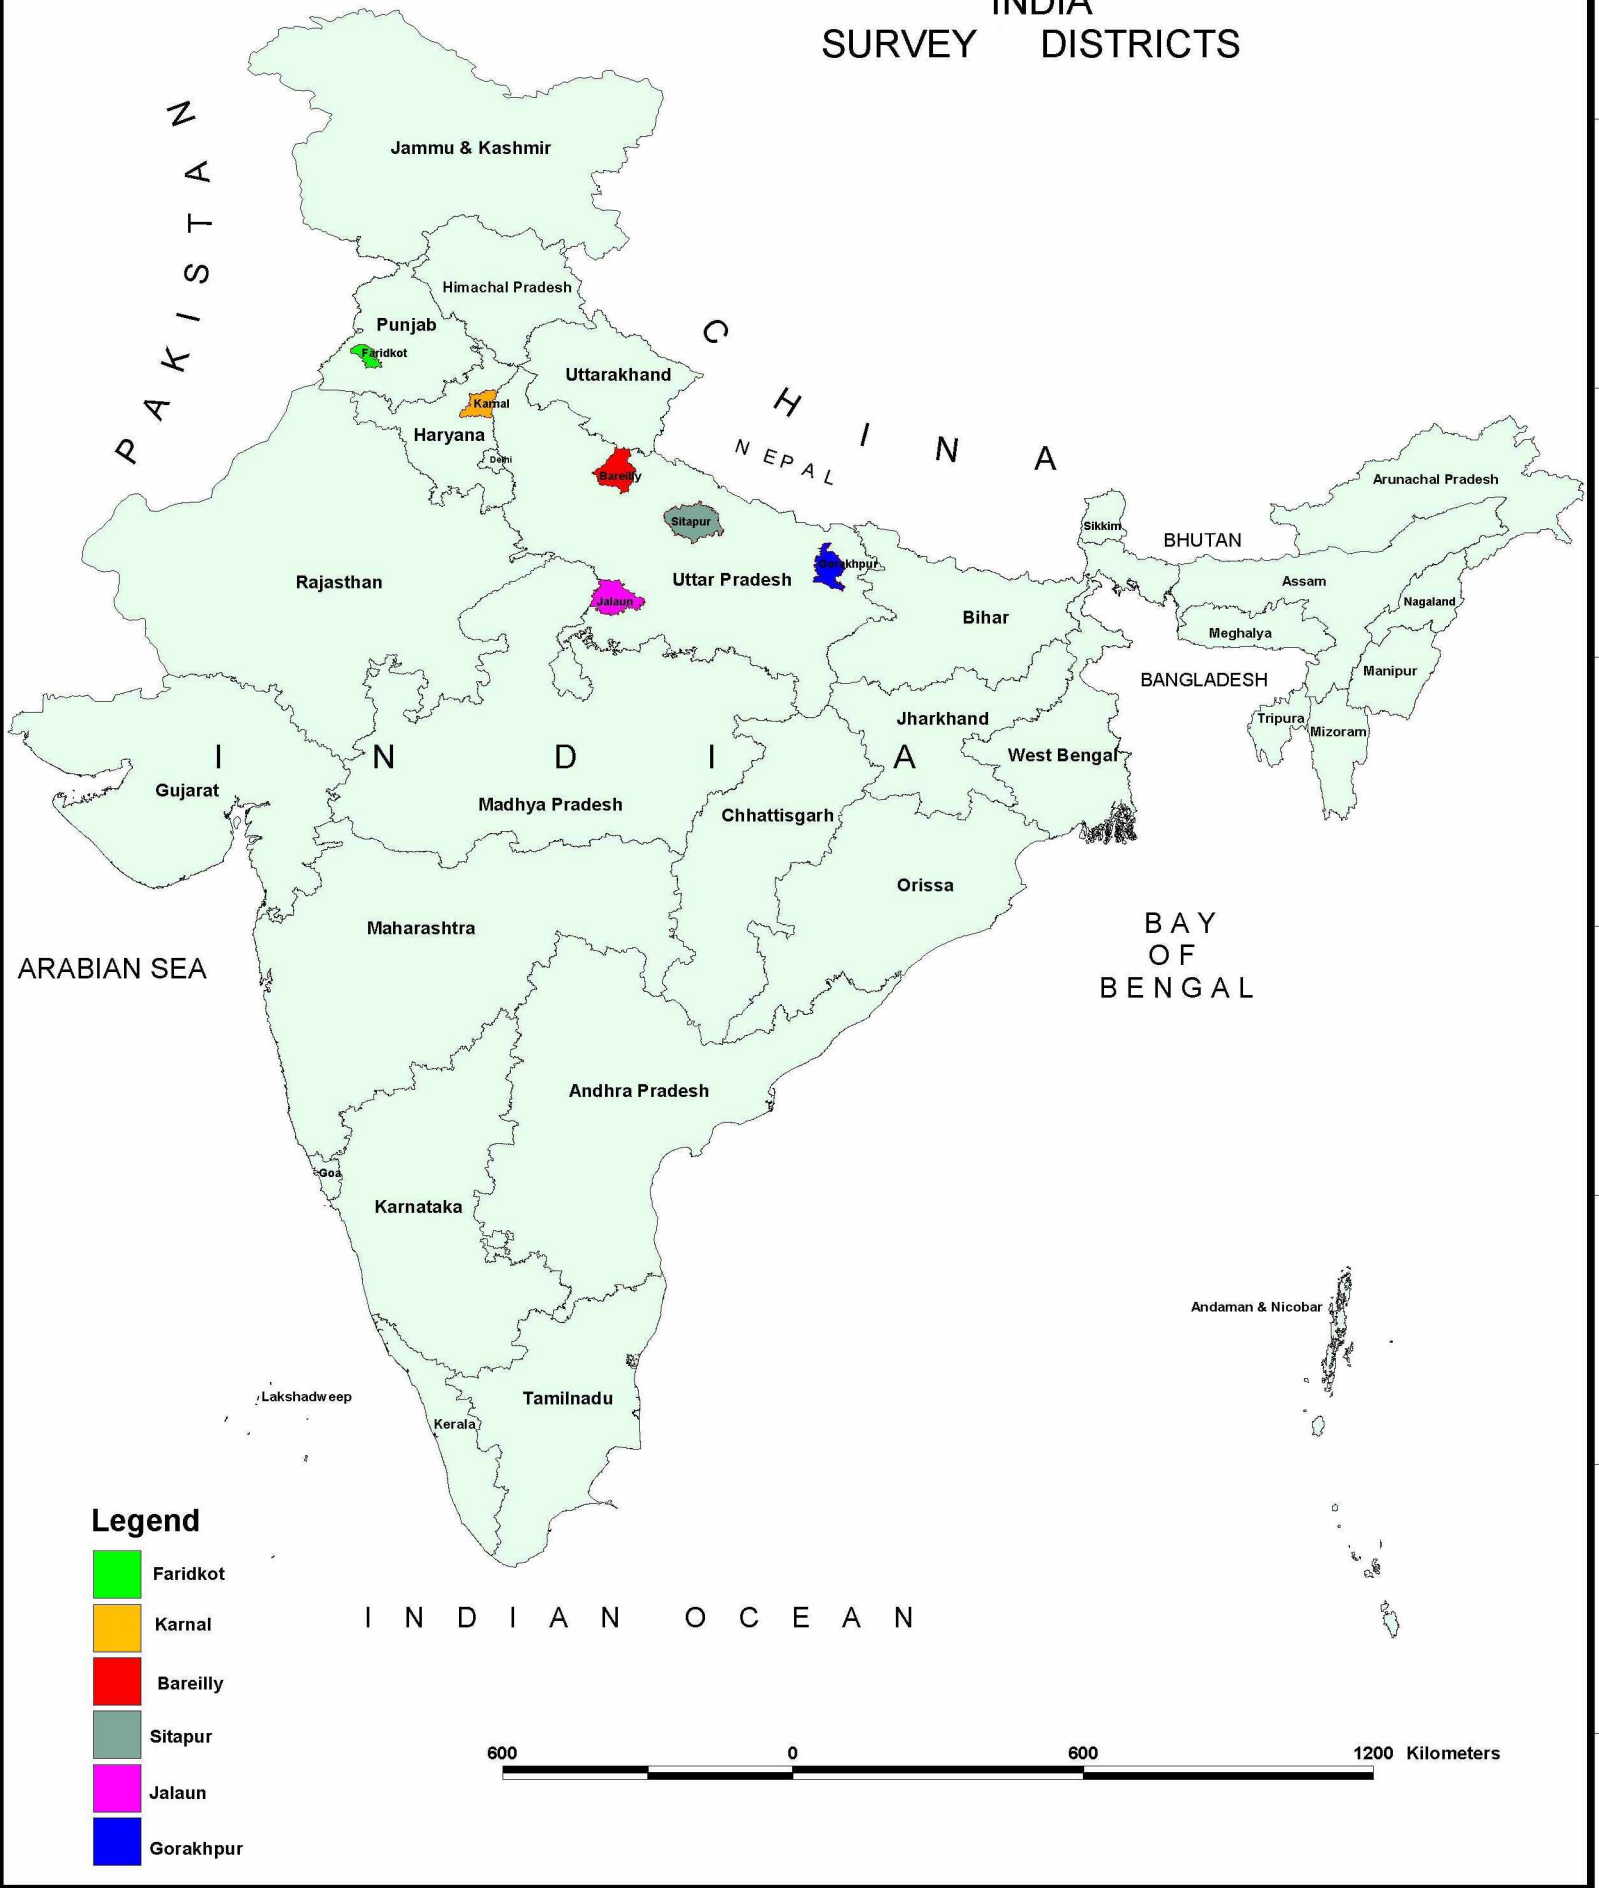 INDIA
SURVEY DISTRICTS
PAKISTAN
Jammu & Kashmir
Himachal Pradesh
Punjab
Faridkot
CHINA
Uttarakhand
Karnal
Haryana
Delhi
NEPAL
Bareilly
Arunachal Pradesh
Sitapur
Sikkim
BHUTAN
Gorakhpur
Rajasthan
Uttar Pradesh
Assam
Jalaun
Nagaland
Bihar
Meghalya
Manipur
BANGLADESH
Jharkhand
Tripura
Mizoram
INDIA
West Bengal
Gujarat
Madhya Pradesh
Chhattisgarh
Orissa
Maharashtra
BAY
OF
BENGAL
ARABIAN SEA
Andhra Pradesh
Goa
Karnataka
Andaman & Nicobar
Lakshadweep
Tamilnadu
Kerala
Legend
Faridkot
Karnal
Bareilly
Sitapur
Jalaun
Gorakhpur
INDIAN OCEAN
600 0 600 1200 Kilometers